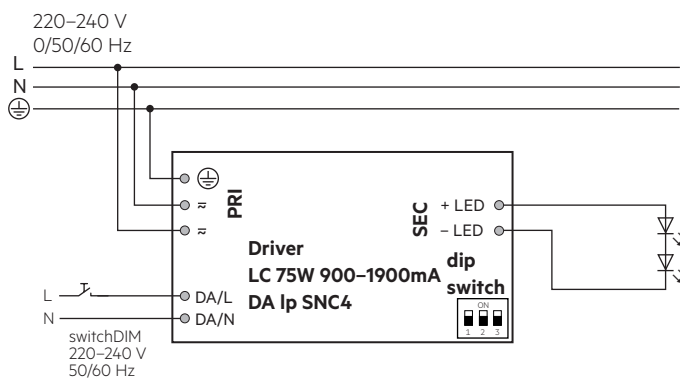 220–240 V
0/50/60 Hz
L
N
PRI
≂
≂
SEC
+ LED
– LED
Driver
LC 75W 900–1900mA
DA lp SNC4
dip
switch
ON
1 2 3
L
DA/L
N
DA/N
switchDIM
220–240 V
50/60 Hz